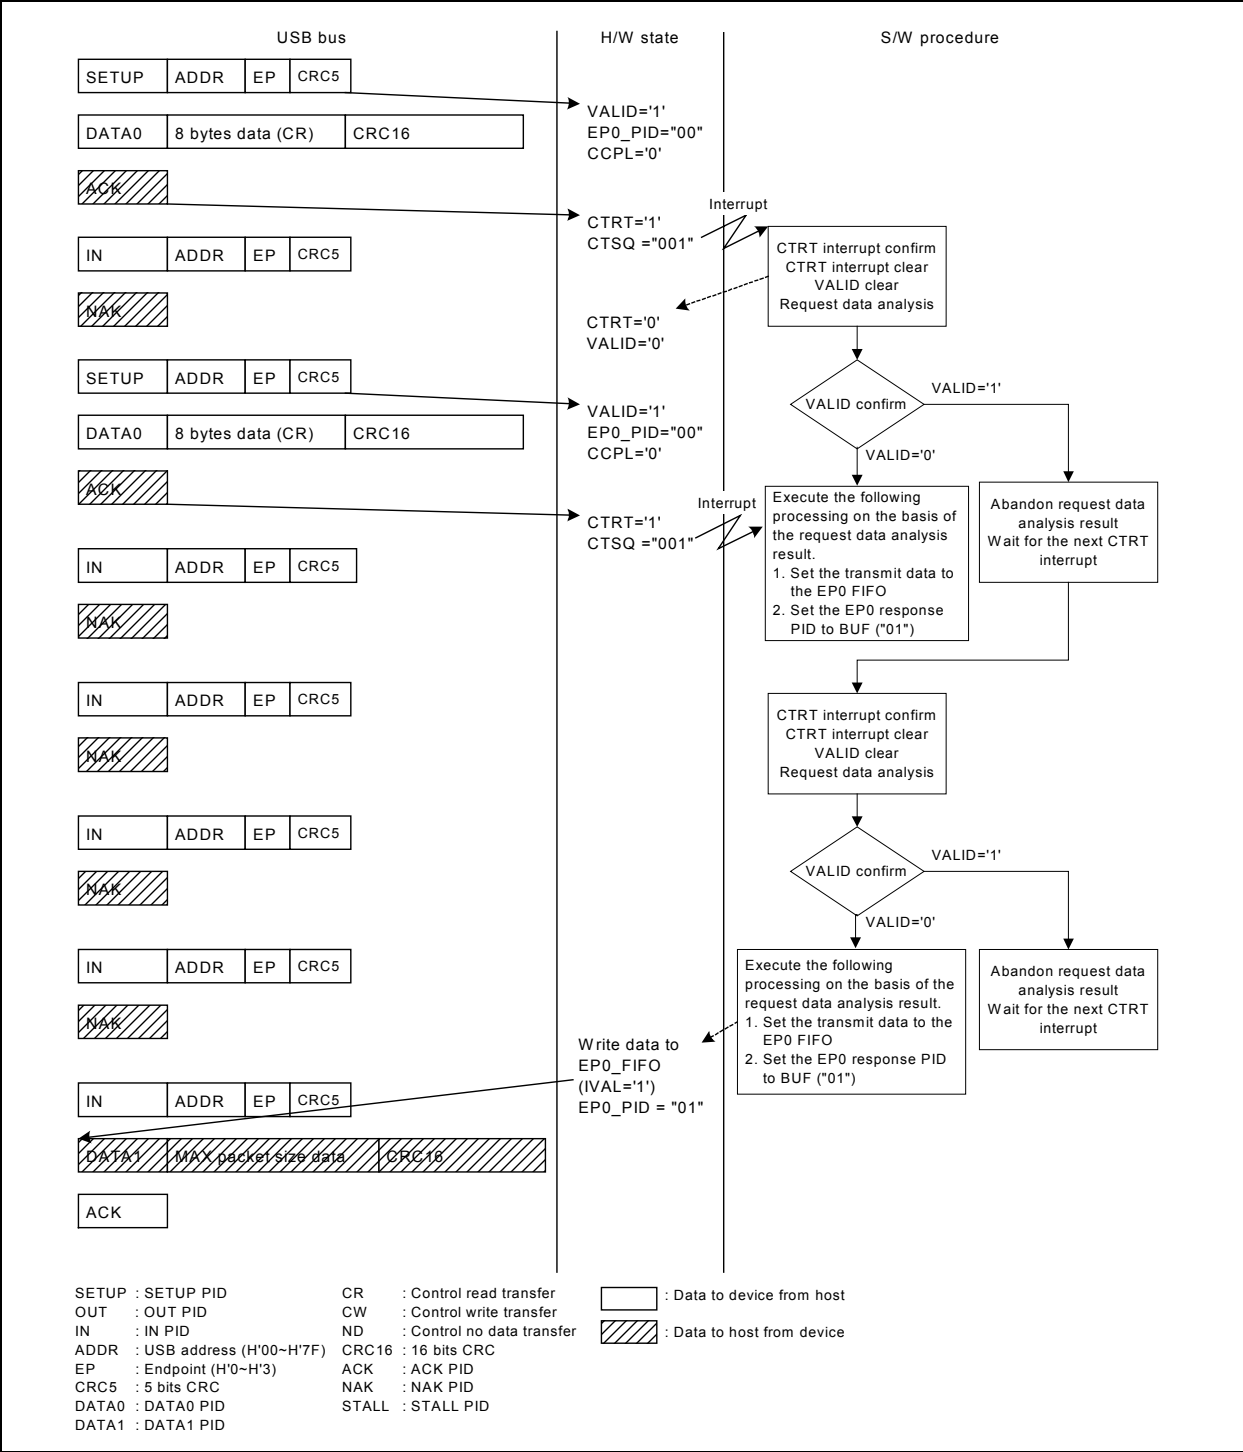 USB bus
H/W state
S/W procedure
SETUP ADDR EP CRC5
VALID='1'
EP0_PID="00"
CCPL='0'
DATA0 8 bytes data (CR) CRC16
ACK
Interrupt
CTRT='1'
CTSQ ="001"
IN ADDR EP CRC5
CTRT interrupt confirm
CTRT interrupt clear
VALID clear
Request data analysis
NAK
CTRT='0'
VALID='0'
SETUP ADDR EP CRC5
VALID confirm
VALID='1'
VALID='1'
EP0_PID="00"
CCPL='0'
DATA0 8 bytes data (CR) CRC16
VALID='0'
ACK
Interrupt
CTRT='1'
CTSQ ="001"
Execute the following
processing on the basis of
the request data analysis
result.
1. Set the transmit data to
the EP0 FIFO
2. Set the EP0 response
PID to BUF ("01")
Abandon request data
analysis result
Wait for the next CTRT
interrupt
IN ADDR EP CRC5
NAK
IN ADDR EP CRC5
NAK
CTRT interrupt confirm
CTRT interrupt clear
VALID clear
Request data analysis
IN ADDR EP CRC5
NAK
VALID confirm
VALID='1'
VALID='0'
IN ADDR EP CRC5
NAK
Execute the following
processing on the basis of the
request data analysis result.
1. Set the transmit data to the
EP0 FIFO
2. Set the EP0 response PID
to BUF ("01")
Abandon request data
analysis result
Wait for the next CTRT
interrupt
Write data to
EP0_FIFO
(IVAL='1')
EP0_PID = "01"
IN ADDR EP CRC5
DATA1 MAX packet size data CRC16
ACK
SETUP : SETUP PID
OUT : OUT PID
IN : IN PID
ADDR : USB address (H'00~H'7F)
EP : Endpoint (H'0~H'3)
CRC5 : 5 bits CRC
DATA0 : DATA0 PID
DATA1 : DATA1 PID
CR : Control read transfer
CW : Control write transfer
ND : Control no data transfer
CRC16 : 16 bits CRC
ACK : ACK PID
NAK : NAK PID
STALL : STALL PID
: Data to device from host
: Data to host from device